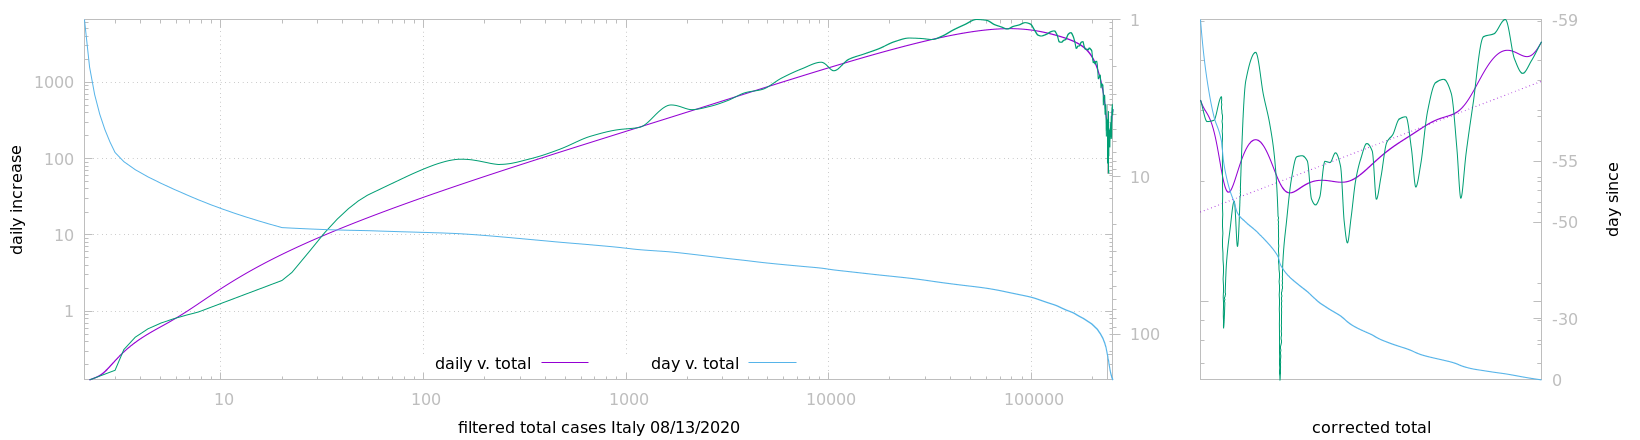 daily increase
1000
100
10
1
daily v. total
day v. total
10
100
1000
10000
100000
filtered total cases Italy 08/13/2020
1
10
100
-59
-55
-50
-30
0
day since
corrected total